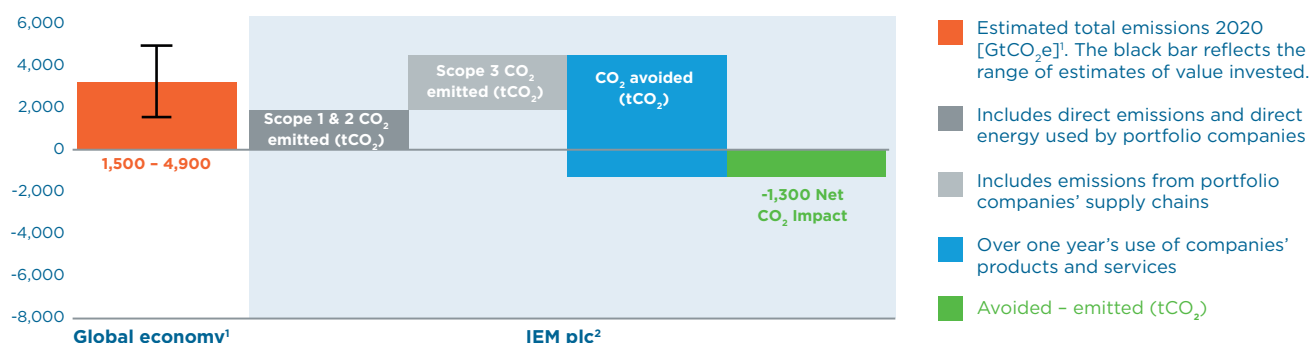 6,000
4,000
2,000
0
-2,000
-4,000
-6,000
-8,000
1,500 – 4,900
Scope 1 & 2 CO₂
emitted (tCO₂)
Scope 3 CO₂
emitted (tCO₂)
CO₂ avoided
(tCO₂)
-1,300 Net
CO₂ Impact
Global economy¹
IEM plc²
Estimated total emissions 2020
[GtCO₂e]¹. The black bar reflects the
range of estimates of value invested.
Includes direct emissions and direct
energy used by portfolio companies
Includes emissions from portfolio
companies’ supply chains
Over one year’s use of companies’
products and services
Avoided – emitted (tCO₂)